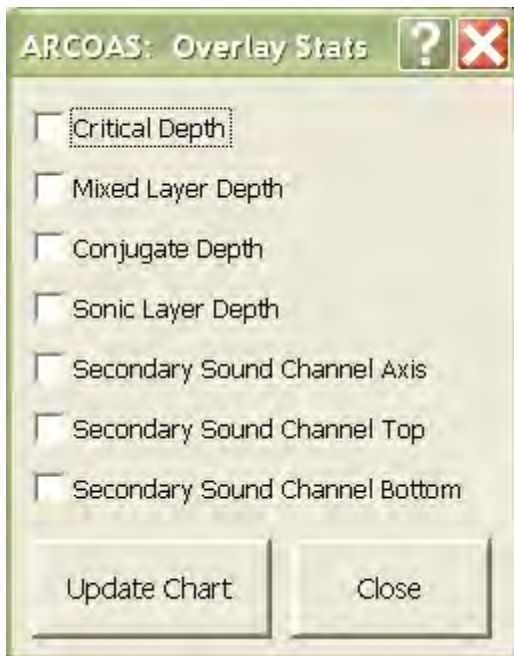 ARCOAS: Overlay Stats
Critical Depth
Mixed Layer Depth
Conjugate Depth
Sonic Layer Depth
Secondary Sound Channel Axis
Secondary Sound Channel Top
Secondary Sound Channel Bottom
Update Chart Close